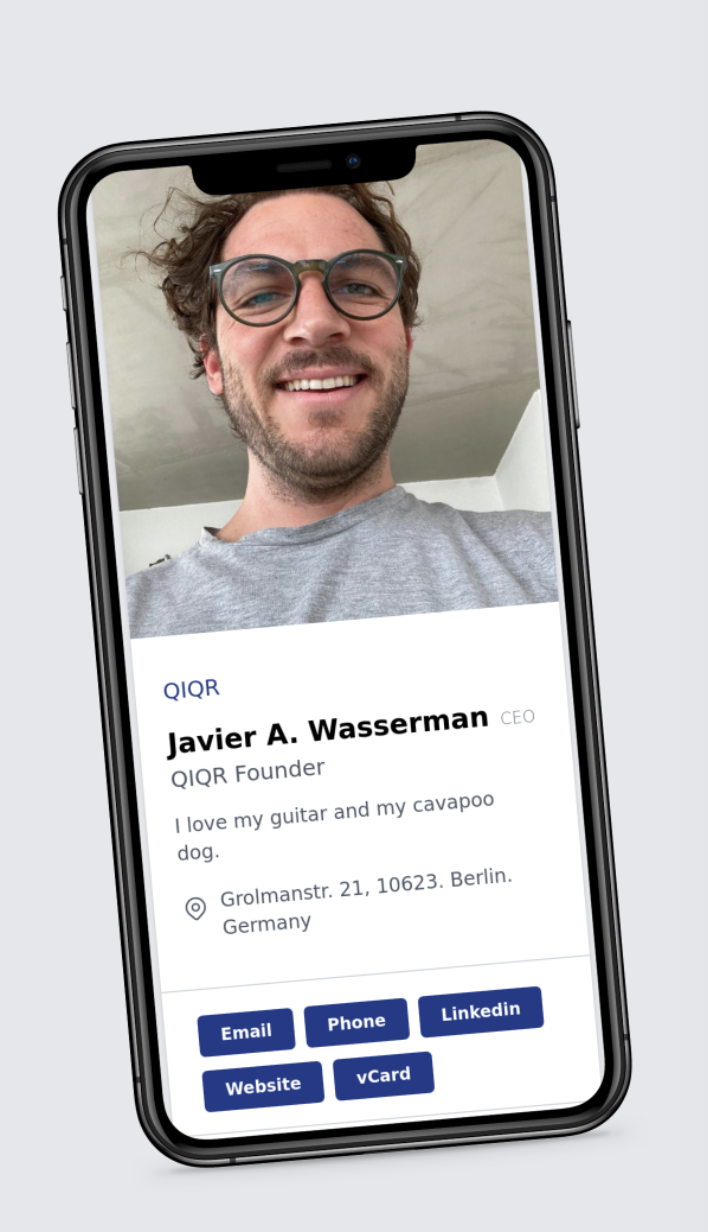 QIQR
Javier A. Wasserman CEO
QIQR Founder
I love my guitar and my cavapoo
dog.
Grolmanstr. 21, 10623. Berlin.
Germany
Email Phone Linkedin
Website vCard